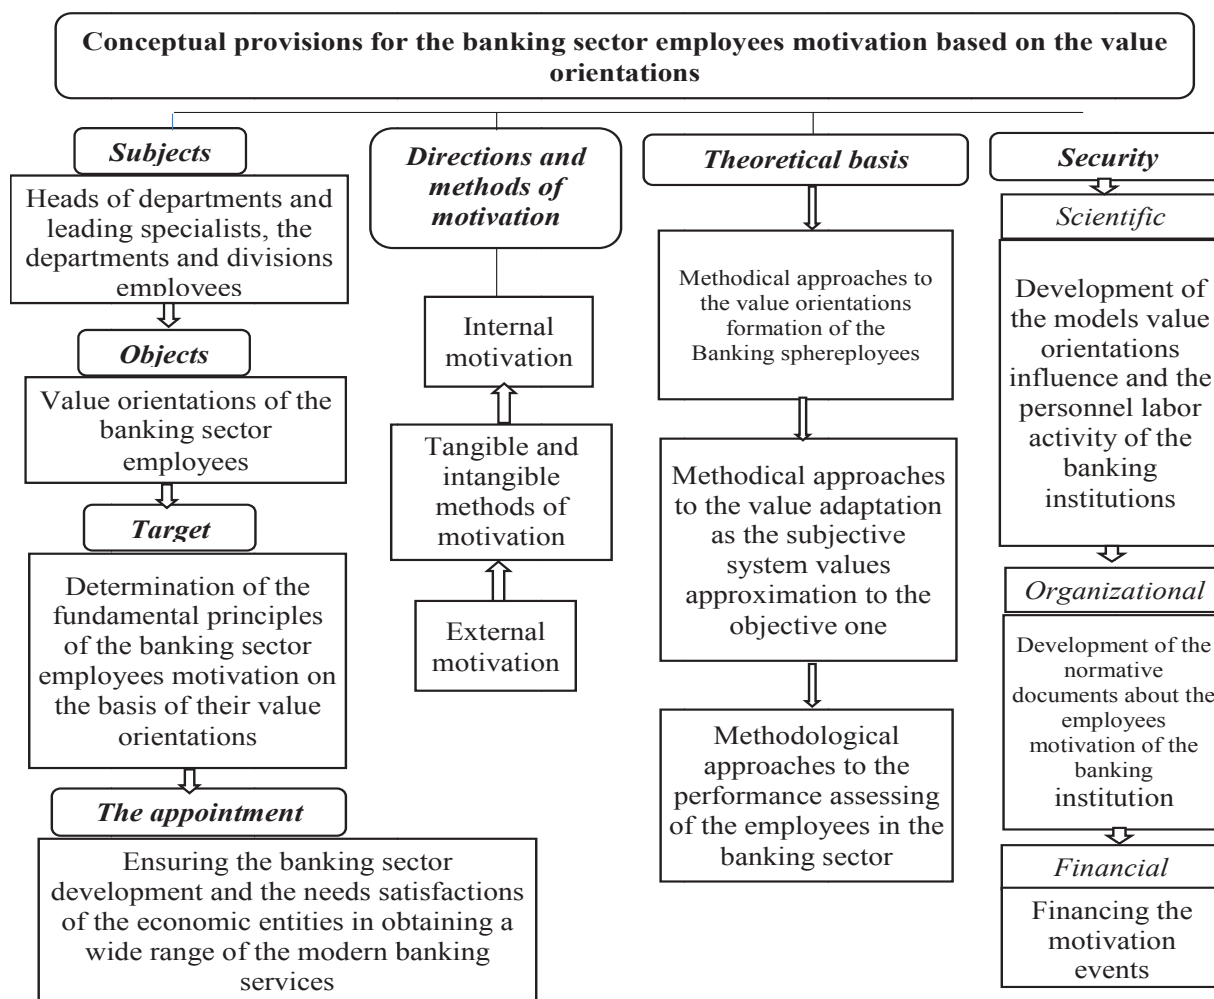 Conceptual provisions for the banking sector employees motivation based on the value
orientations
Subjects
Heads of departments and
leading specialists, the
departments and divisions
employees
Objects
Value orientations of the
banking sector
employees
Target
Determination of the
fundamental principles
of the banking sector
employees motivation on
the basis of their value
orientations
The appointment
Ensuring the banking sector
development and the needs satisfactions
of the economic entities in obtaining a
wide range of the modern banking
services
Directions and
methods of
motivation
Internal
motivation
Tangible and
intangible
methods of
motivation
External
motivation
Theoretical basis
Methodical approaches to
the value orientations
formation of the
Banking sphereployees
Methodical approaches
to the value adaptation
as the subjective
system values
approximation to the
objective one
Methodological
approaches to the
performance assessing
of the employees in the
banking sector
Security
Scientific
Development of
the models value
orientations
influence and the
personnel labor
activity of the
banking
institutions
Organizational
Development of the
normative
documents about the
employees
motivation of the
banking
institution
Financial
Financing the
motivation
events